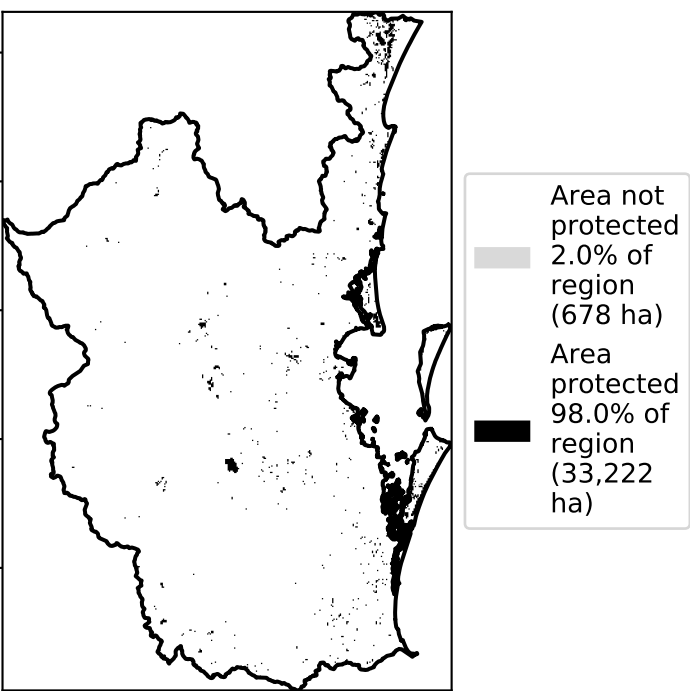 Area not
protected
2.0% of
region
(678 ha)
Area
protected
98.0% of
region
(33,222
ha)